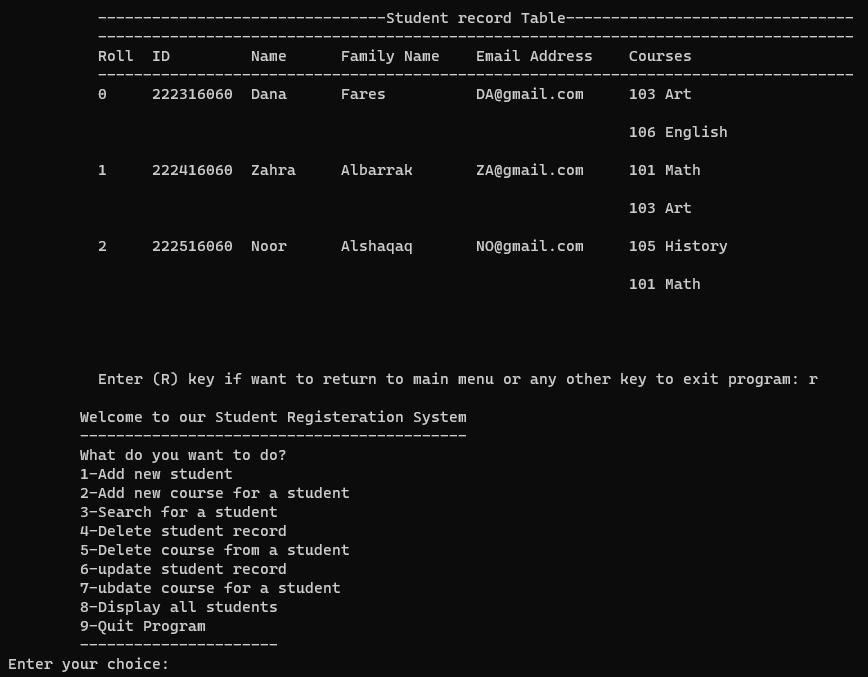 --------------------------------Student record Table--------------------------------
------------------------------------------------------------------------------------
Roll  ID         Name      Family Name    Email Address    Courses
------------------------------------------------------------------------------------
0     222316060  Dana      Fares          DA@gmail.com     103 Art
106 English
1     222416060  Zahra     Albarrak       ZA@gmail.com     101 Math
103 Art
2     222516060  Noor      Alshaqaq       NO@gmail.com     105 History
101 Math
Enter (R) key if want to return to main menu or any other key to exit program: r
Welcome to our Student Registeration System
-------------------------------------------
What do you want to do?
1-Add new student
2-Add new course for a student
3-Search for a student
4-Delete student record
5-Delete course from a student
6-update student record
7-ubdate course for a student
8-Display all students
9-Quit Program
----------------------
Enter your choice: